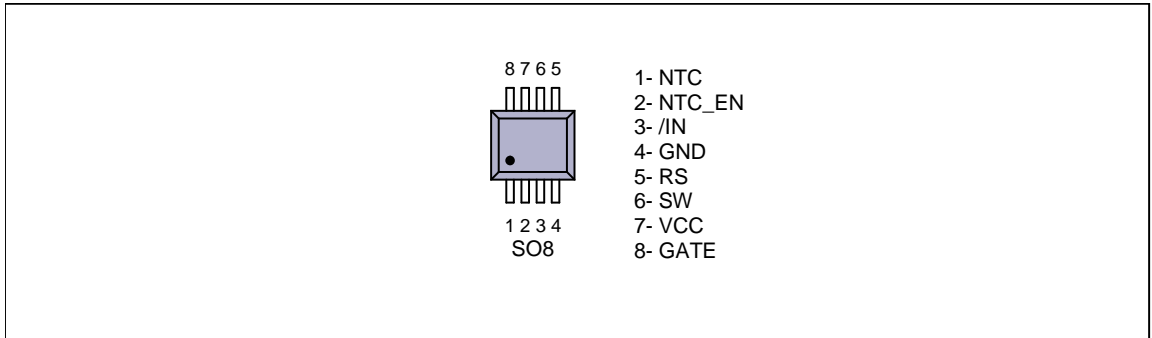 8 7 6 5
1 2 3 4
SO8
1- NTC
2- NTC_EN
3- /IN
4- GND
5- RS
6- SW
7- VCC
8- GATE